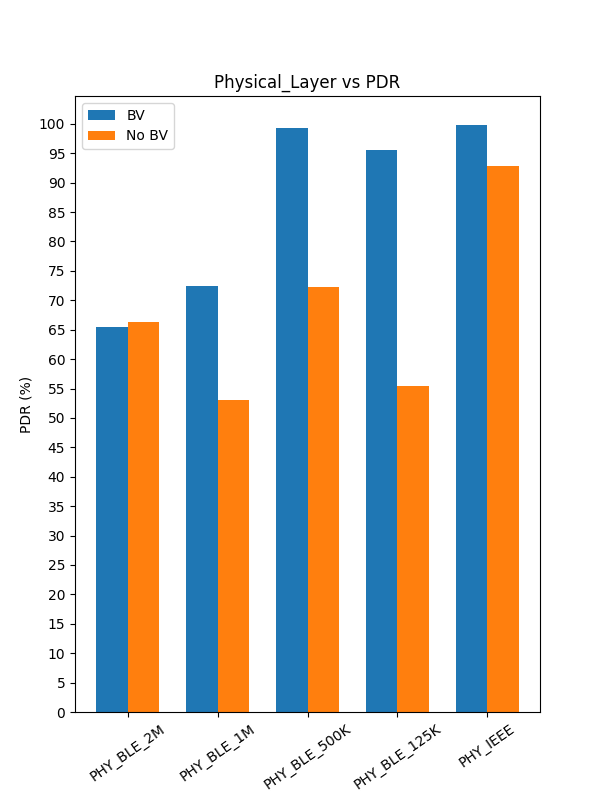 Physical_Layer vs PDR
BV
No BV
100
95
90
85
80
75
70
65
60
55
50
45
40
35
30
25
20
15
10
5
0
PDR (%)
PHY_BLE_2M
PHY_BLE_1M
PHY_BLE_500K
PHY_BLE_125K
PHY_IEEE